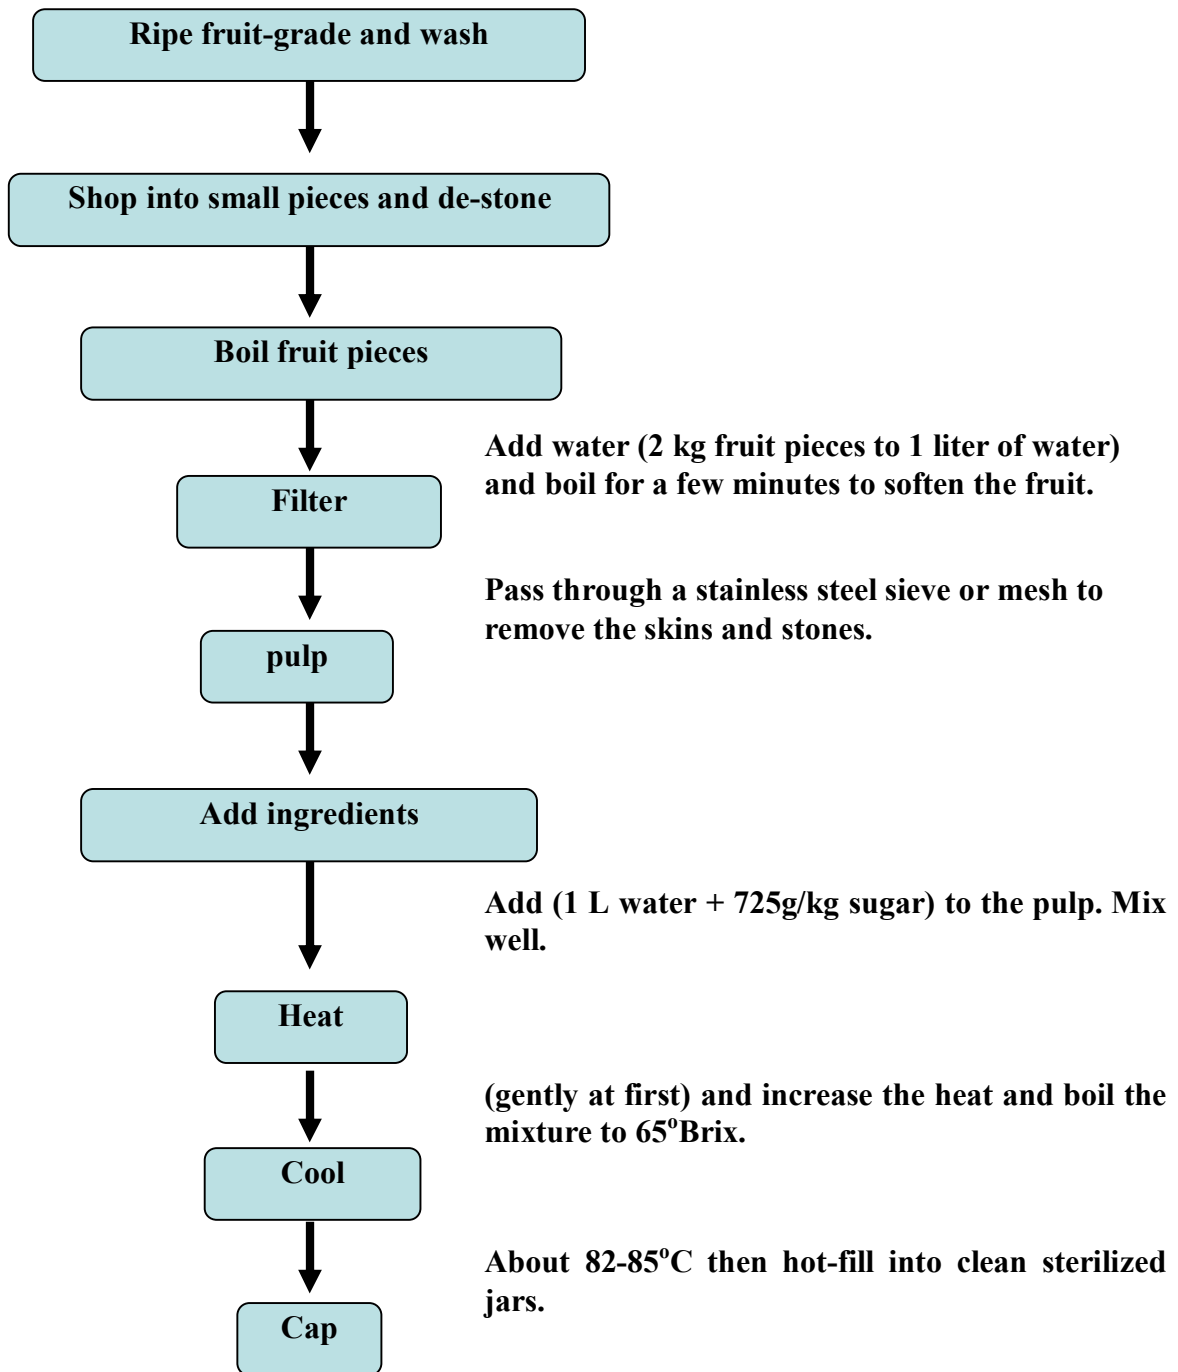 Ripe fruit-grade and wash
Shop into small pieces and de-stone
Boil fruit pieces
Add water (2 kg fruit pieces to 1 liter of water)
and boil for a few minutes to soften the fruit.
Filter
Pass through a stainless steel sieve or mesh to
remove the skins and stones.
pulp
Add ingredients
Add (1 L water + 725g/kg sugar) to the pulp. Mix
well.
Heat
(gently at first) and increase the heat and boil the
mixture to 65°Brix.
Cool
About 82-85°C then hot-fill into clean sterilized
jars.
Cap